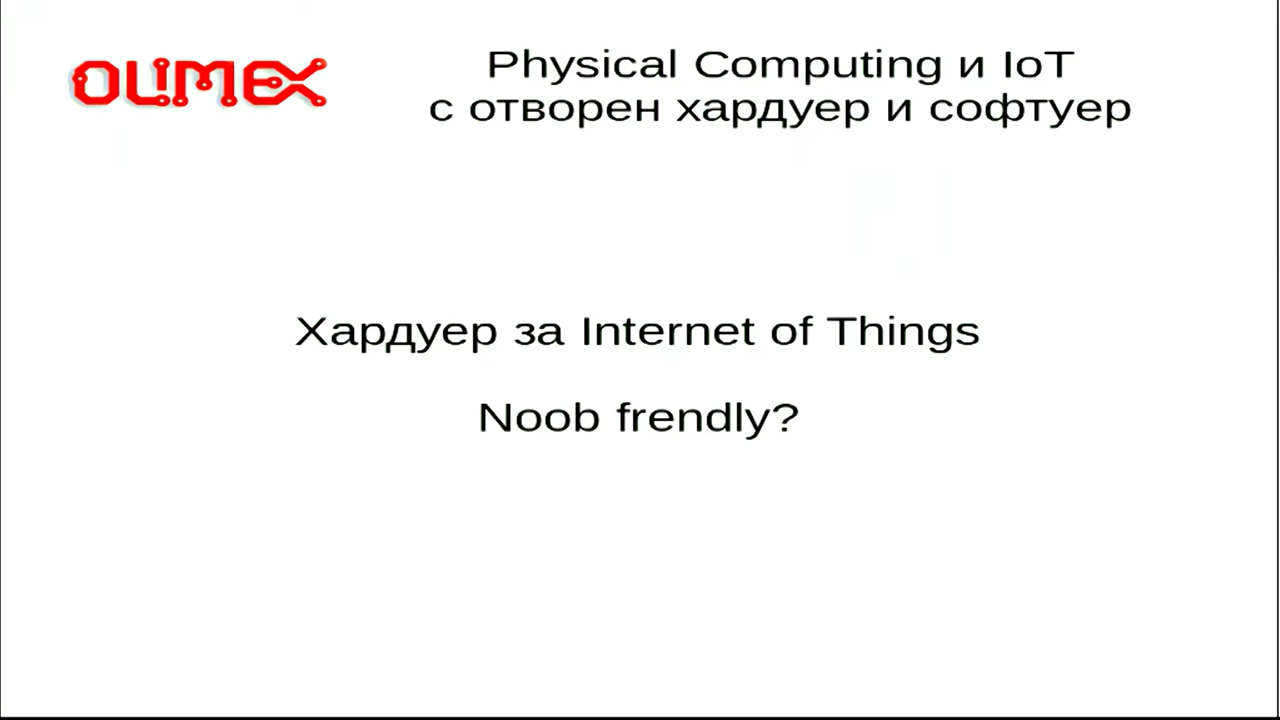 OLIMEX
Physical Computing и IoT
с отворен хардуер и софтуер
Хардуер за Internet of Things
Noob frendly?